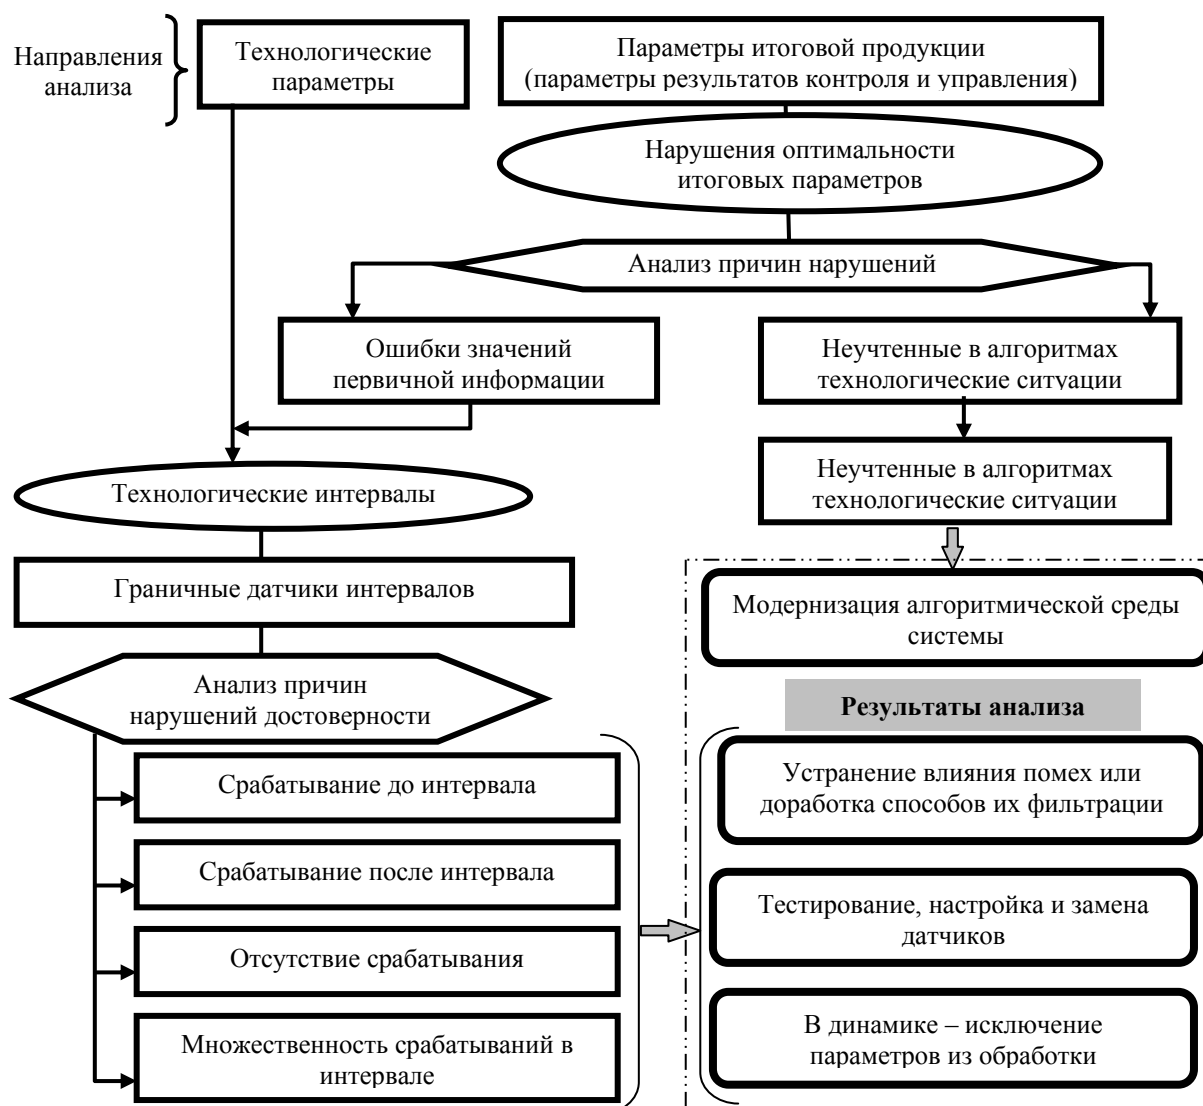 Направления
анализа
Технологические
параметры
Параметры итоговой продукции
(параметры результатов контроля и управления)
Нарушения оптимальности
итоговых параметров
Анализ причин нарушений
Ошибки значений
первичной информации
Неучтенные в алгоритмах
технологические ситуации
Неучтенные в алгоритмах
технологические ситуации
Технологические интервалы
Граничные датчики интервалов
Анализ причин
нарушений достоверности
Срабатывание до интервала
Срабатывание после интервала
Отсутствие срабатывания
Множественность срабатываний в
интервале
Модернизация алгоритмической среды
системы
Результаты анализа
Устранение влияния помех или
доработка способов их фильтрации
Тестирование, настройка и замена
датчиков
В динамике – исключение
параметров из обработки